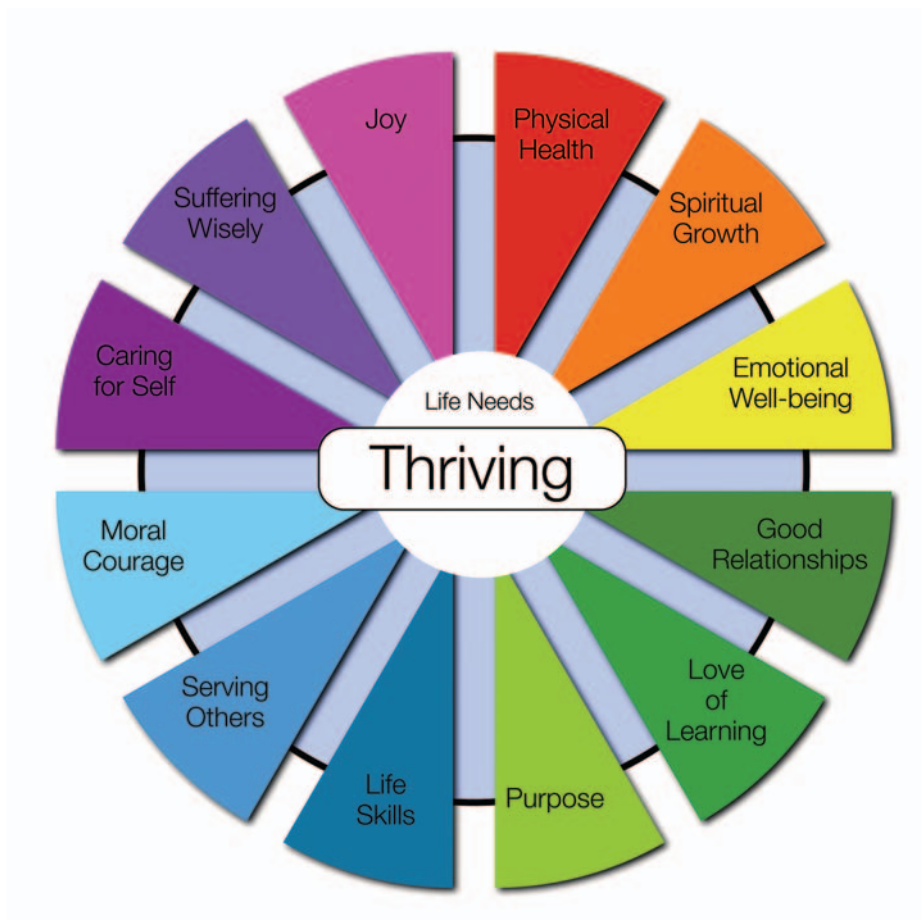 Joy
Physical
Health
Spiritual
Growth
Emotional
Well-being
Good
Relationships
Love
of
Learning
Purpose
Life
Skills
Serving
Others
Moral
Courage
Caring
for Self
Suffering
Wisely
Life Needs
Thriving